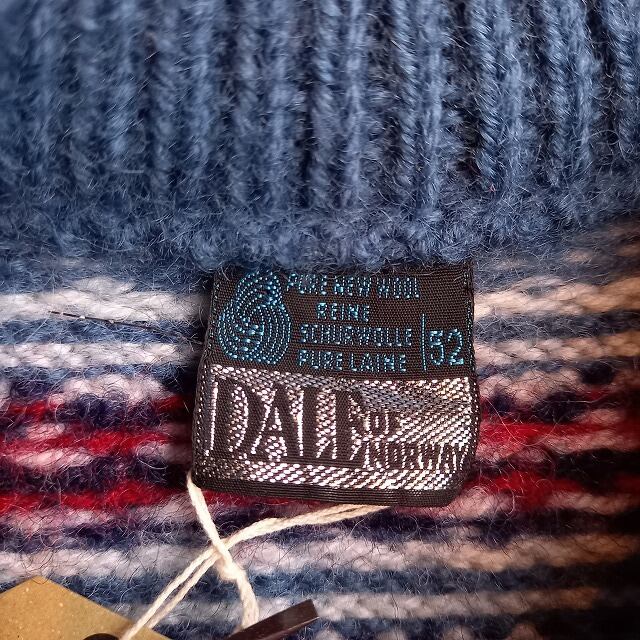 PURE NEW WOOL
REINE
SCHURWOLLE
PURE LAINE
52
DALE OF
NORWAY